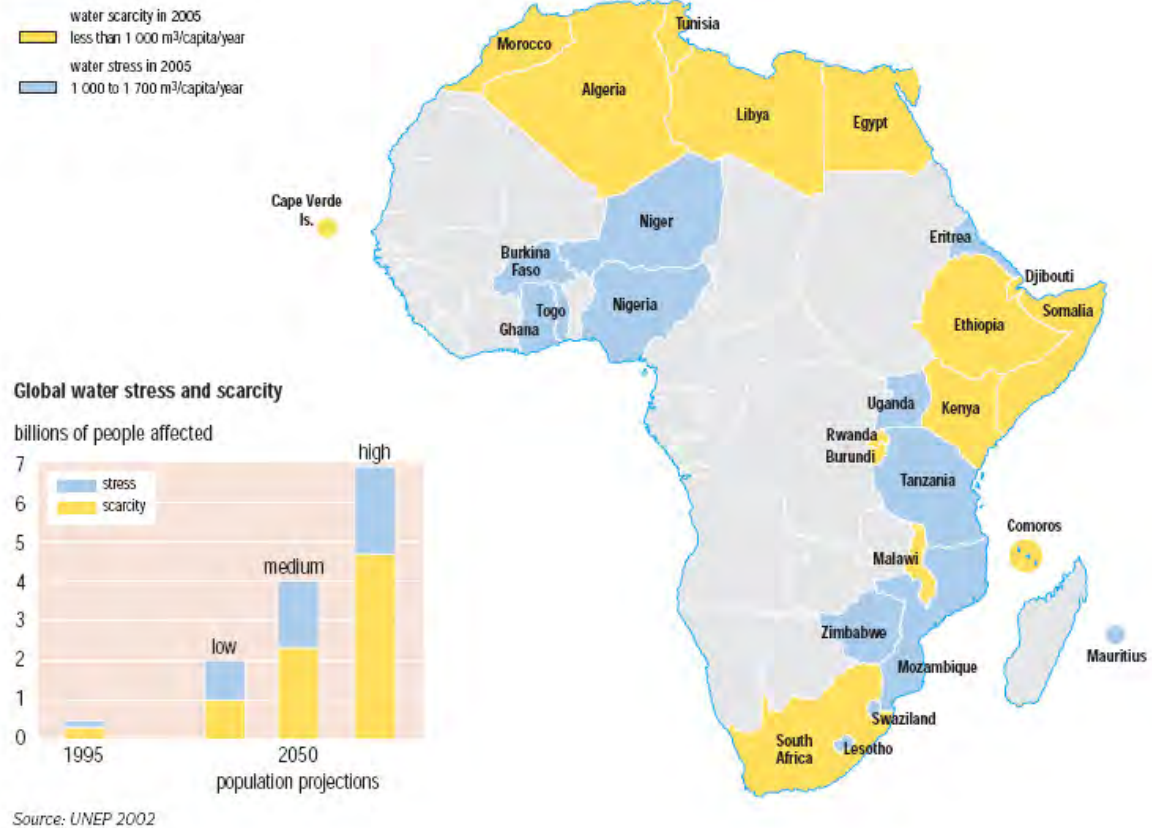 water scarcity in 2005
less than 1 000 m³/capita/year
water stress in 2005
1 000 to 1 700 m³/capita/year
Tunisia
Morocco
Algeria
Libya
Egypt
Cape Verde
Is.
Niger
Burkina
Faso
Eritrea
Djibouti
Togo
Nigeria
Somalia
Ghana
Ethiopia
Uganda
Kenya
Rwanda
Burundi
Tanzania
Comoros
Malawi
Zimbabwe
Mozambique
Mauritius
Swaziland
South
Africa
Lesotho
Global water stress and scarcity
billions of people affected
7
6
5
4
3
2
1
0
stress
scarcity
high
medium
low
1995
2050
population projections
Source: UNEP 2002